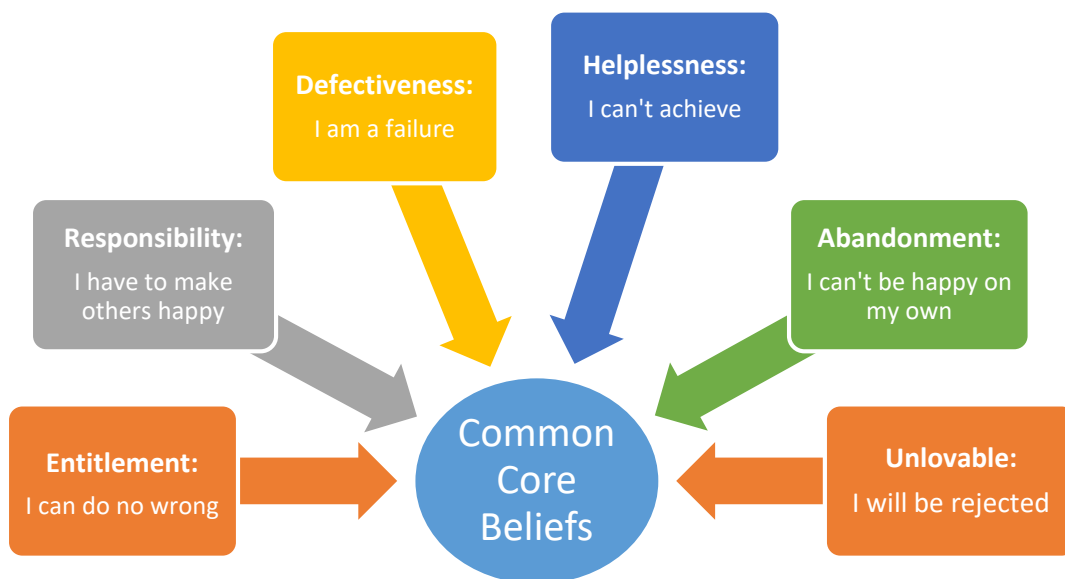 Helplessness:
I can't achieve
Defectiveness:
I am a failure
Responsibility:
I have to make
others happy
Abandonment:
I can't be happy on
my own
Entitlement:
I can do no wrong
Common
Core
Beliefs
Unlovable:
I will be rejected